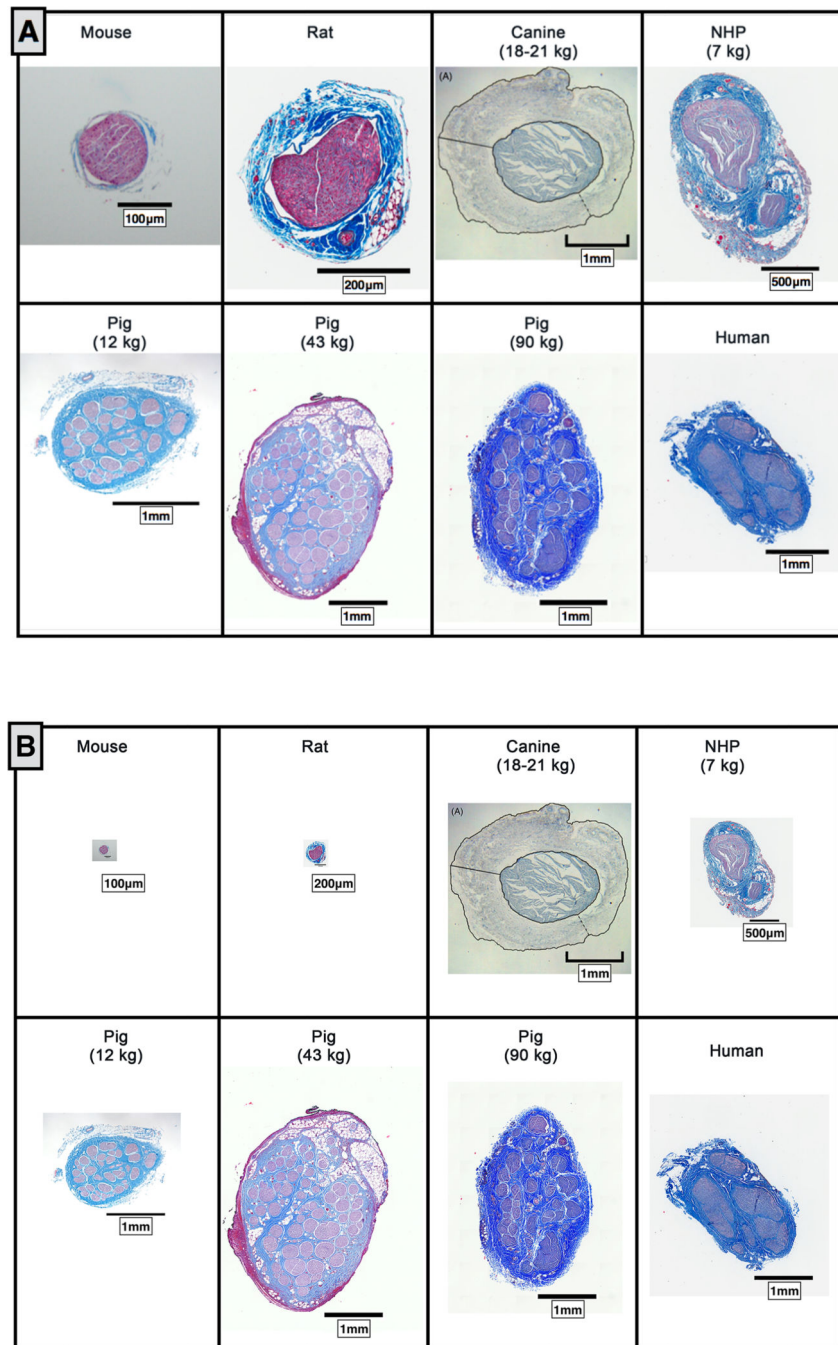 A
Mouse
Rat
Canine
(18-21 kg)
NHP
(7 kg)
(A)
100µm
200µm
1mm
500µm
Pig
(12 kg)
Pig
(43 kg)
Pig
(90 kg)
Human
1mm
1mm
1mm
1mm
B
Mouse
Rat
Canine
(18-21 kg)
NHP
(7 kg)
(A)
100µm
200µm
1mm
500µm
Pig
(12 kg)
Pig
(43 kg)
Pig
(90 kg)
Human
1mm
1mm
1mm
1mm